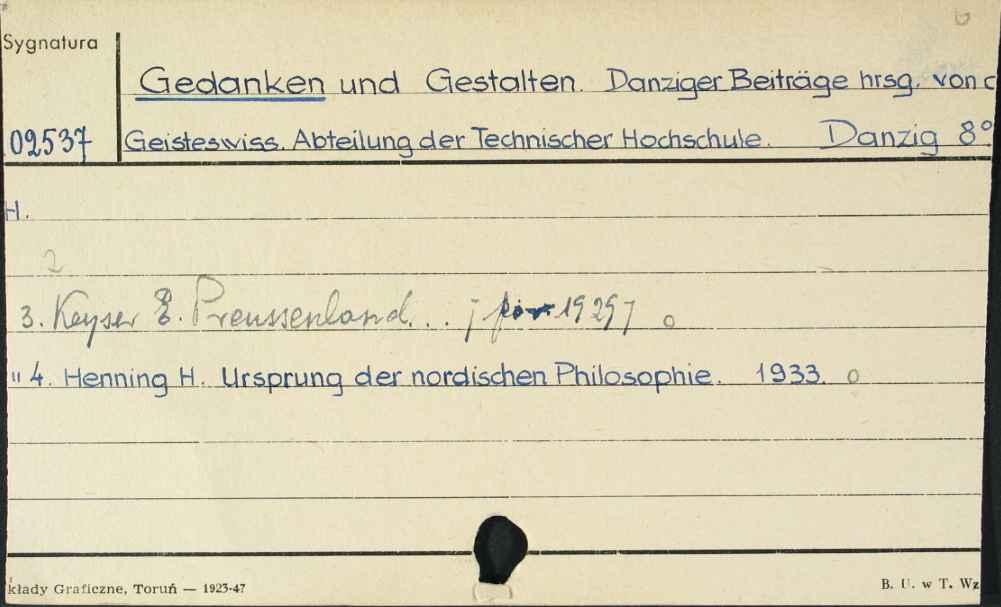 Sygnatura
Gedanken und Gestalten. Danziger Beiträge hrsg. von d
02537
Geisteswiss. Abteilung der Technischer Hochschule. Danzig 8º.
H.
2
3. Keyser E. Preussenland... ; 1929 o
" 4. Henning H. Ursprung der nordischen Philosophie. 1933. o
kłady Graficzne, Toruń — 1923-47
B. U. w T. Wz